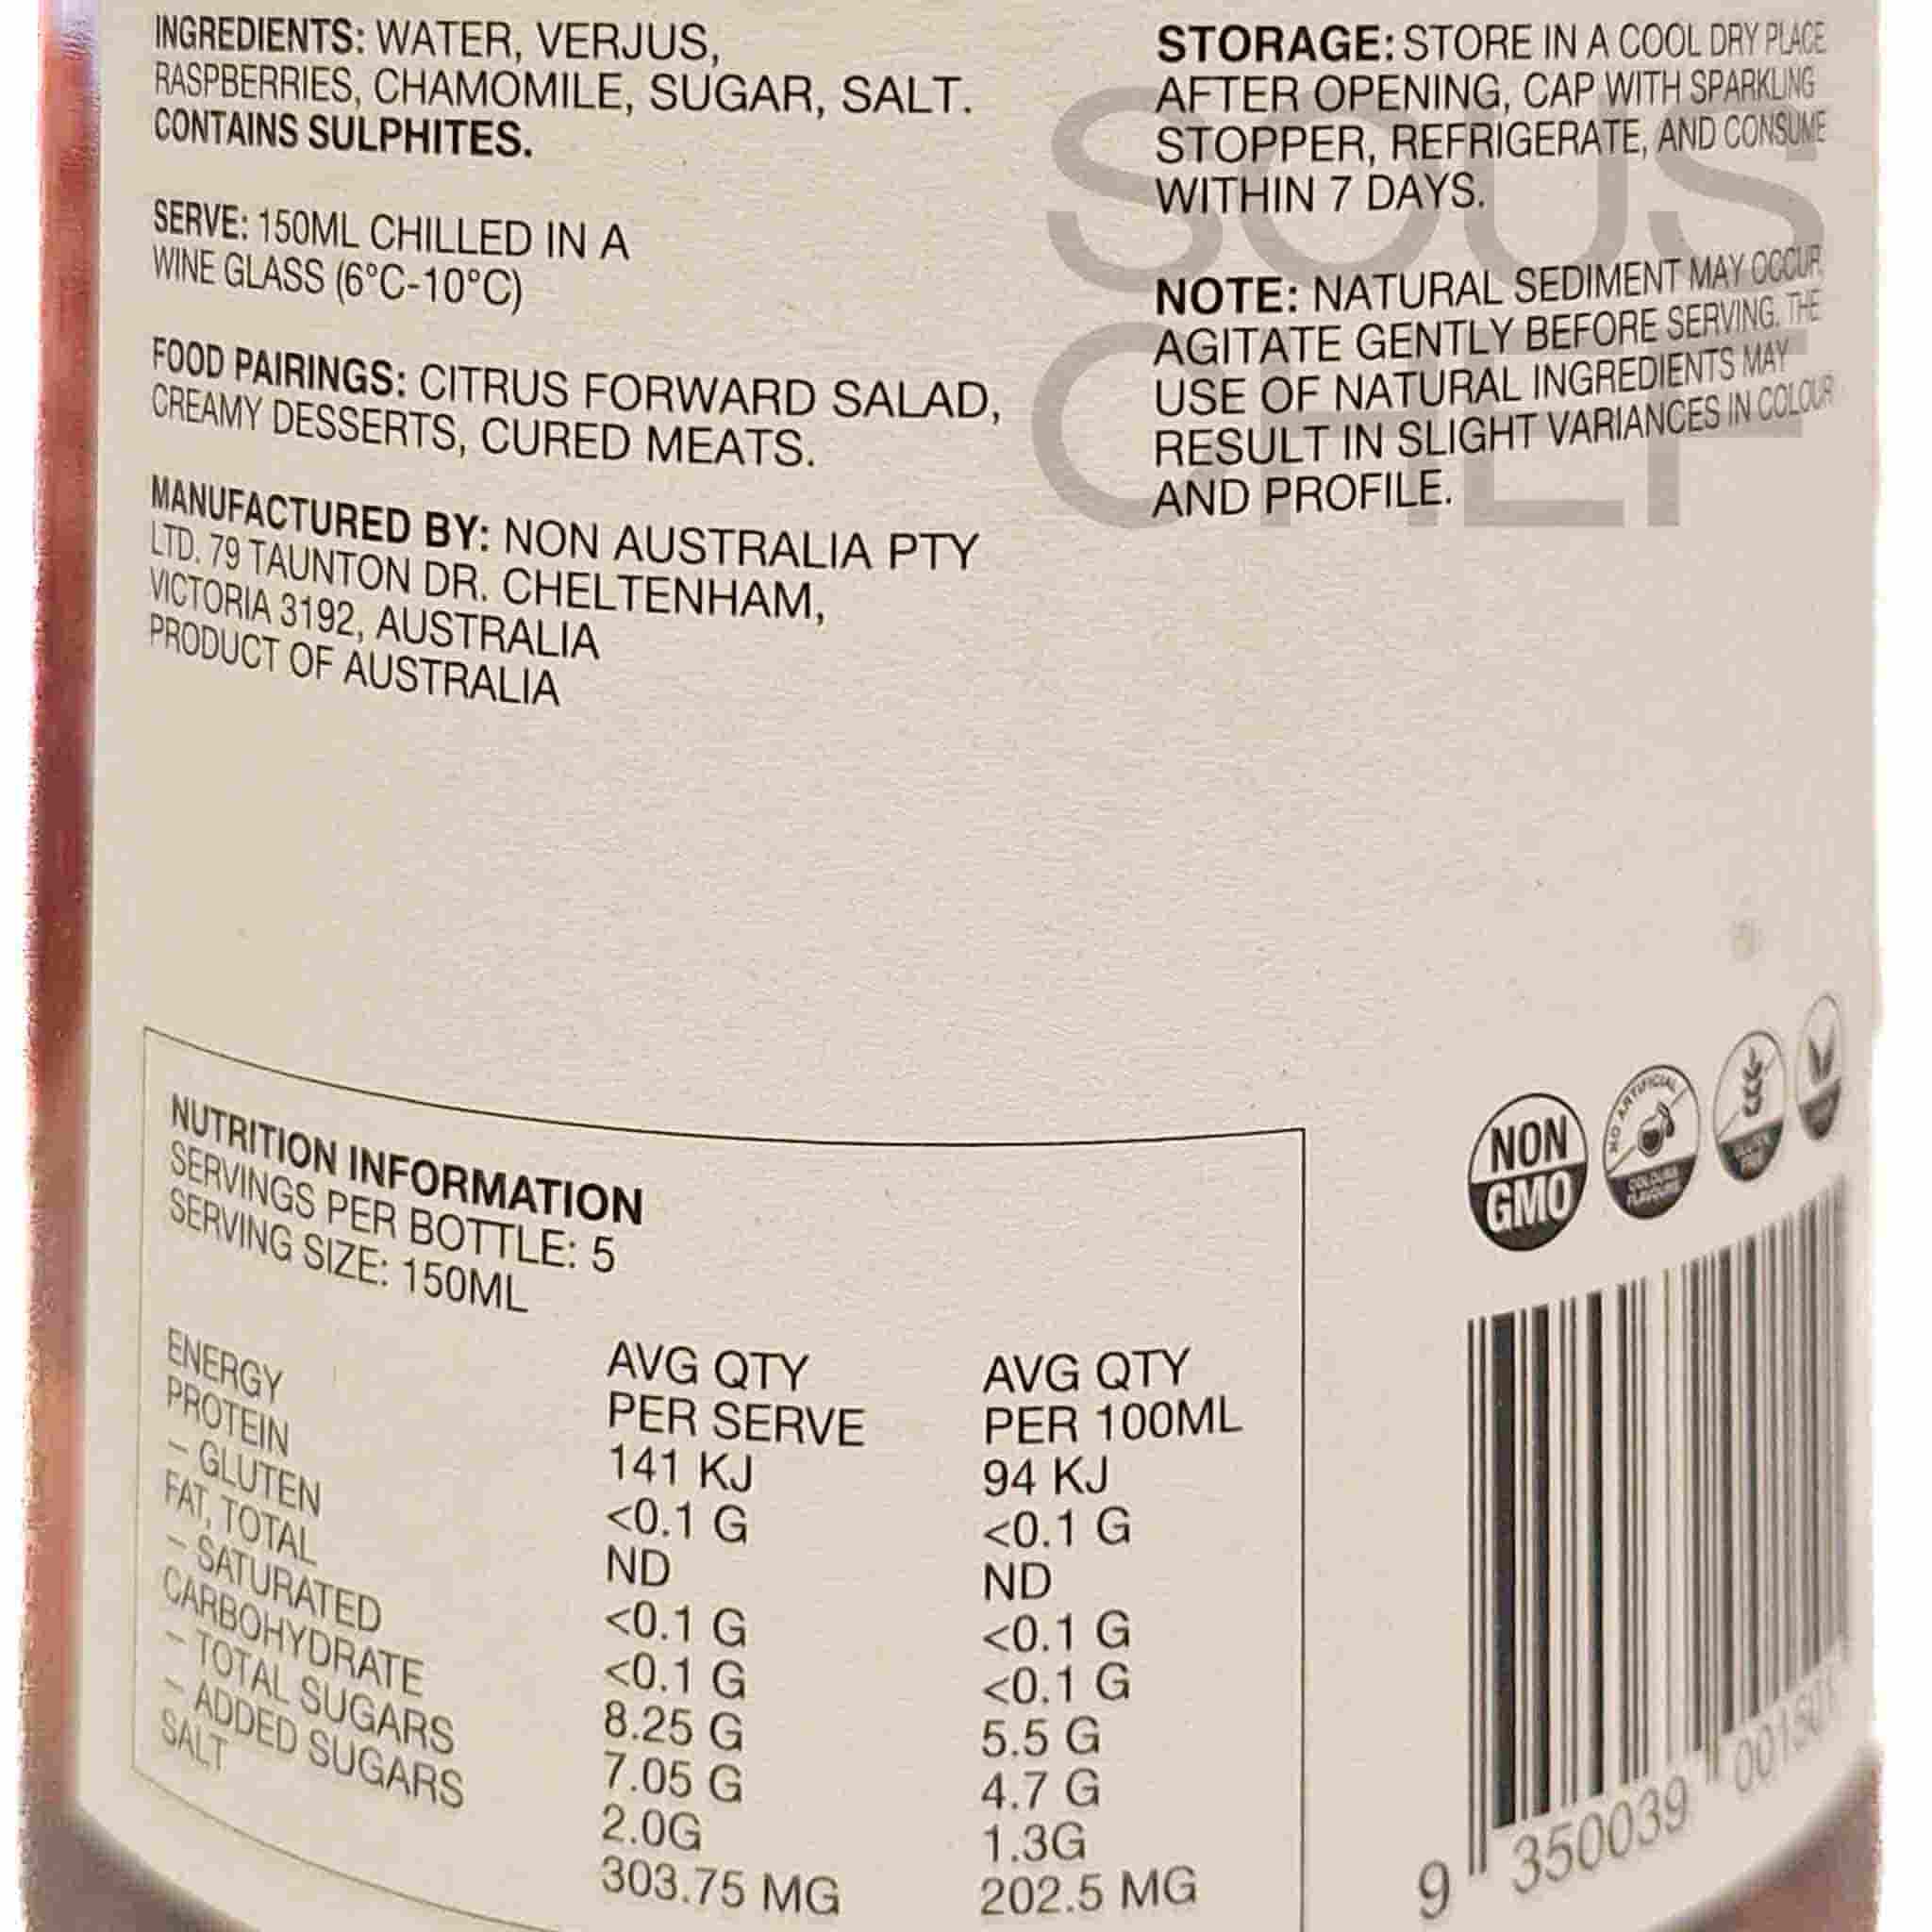 INGREDIENTS: WATER, VERJUS,
RASPBERRIES, CHAMOMILE, SUGAR, SALT.
CONTAINS SULPHITES.
SERVE: 150ML CHILLED IN A
WINE GLASS (6°C-10°C)
FOOD PAIRINGS: CITRUS FORWARD SALAD,
CREAMY DESSERTS, CURED MEATS.
MANUFACTURED BY: NON AUSTRALIA PTY
LTD. 79 TAUNTON DR. CHELTENHAM,
VICTORIA 3192, AUSTRALIA
PRODUCT OF AUSTRALIA
SOUS
CHEF
STORAGE: STORE IN A COOL DRY PLACE
AFTER OPENING, CAP WITH SPARKLING
STOPPER, REFRIGERATE, AND CONSUME
WITHIN 7 DAYS.
NOTE: NATURAL SEDIMENT MAY OCCUR,
AGITATE GENTLY BEFORE SERVING. THE
USE OF NATURAL INGREDIENTS MAY
RESULT IN SLIGHT VARIANCES IN COLOUR
AND PROFILE.
NUTRITION INFORMATION
SERVINGS PER BOTTLE: 5
SERVING SIZE: 150ML
AVG QTY AVG QTY
PER SERVE PER 100ML
ENERGY 141 KJ 94 KJ
PROTEIN <0.1 G <0.1 G
– GLUTEN ND ND
FAT, TOTAL <0.1 G <0.1 G
– SATURATED <0.1 G <0.1 G
CARBOHYDRATE 8.25 G 5.5 G
– TOTAL SUGARS 7.05 G 4.7 G
– ADDED SUGARS 2.0G 1.3G
SALT 303.75 MG 202.5 MG
NON
GMO
NO ARTIFICIAL
COLOURS
FLAVOURS
GLUTEN
FREE
9 350039